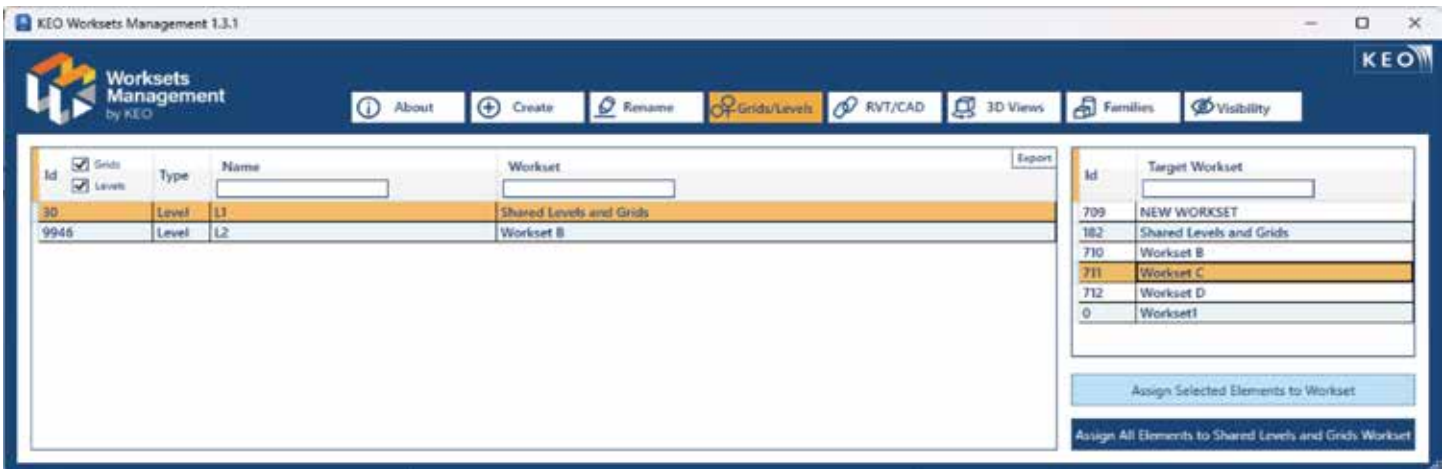 KEO Worksets Management 1.3.1
KEO
Worksets
Management
by KEO
About Create Rename Grids/Levels RVT/CAD 3D Views Families Visibility
Id Grids Levels Type Name Workset Export
30 Level L1 Shared Levels and Grids
9946 Level L2 Workset B
Id Target Workset
709 NEW WORKSET
182 Shared Levels and Grids
710 Workset B
711 Workset C
712 Workset D
0 Workset1
Assign Selected Elements to Workset
Assign All Elements to Shared Levels and Grids Workset